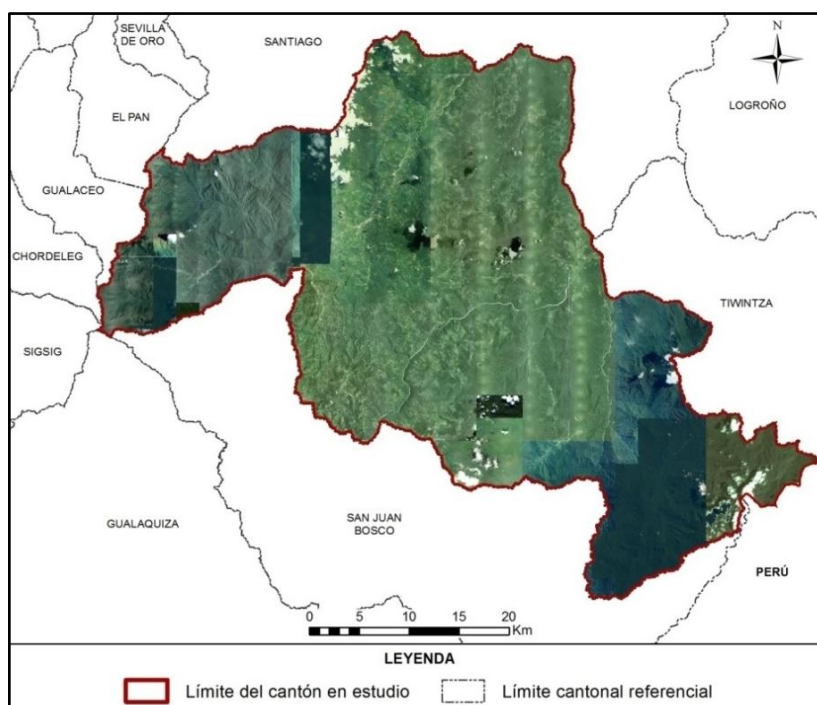 SEVILLA
DE ORO
SANTIAGO
N
LOGROÑO
EL PAN
GUALACEO
CHORDELEG
TIWINTZA
SIGSIG
GUALAQUIZA
SAN JUAN
BOSCO
PERÚ
0 5 10 15 20
Km
LEYENDA
Límite del cantón en estudio
Límite cantonal referencial